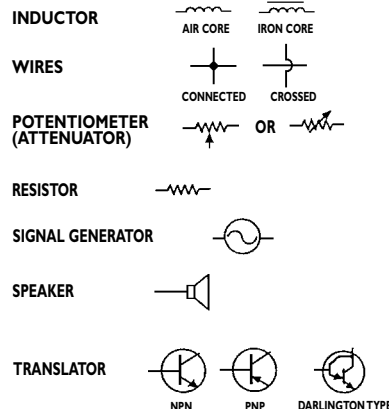 INDUCTOR
AIR CORE IRON CORE
WIRES
CONNECTED CROSSED
POTENTIOMETER
(ATTENUATOR)
OR
RESISTOR
SIGNAL GENERATOR
SPEAKER
TRANSLATOR
NPN PNP DARLINGTON TYPE